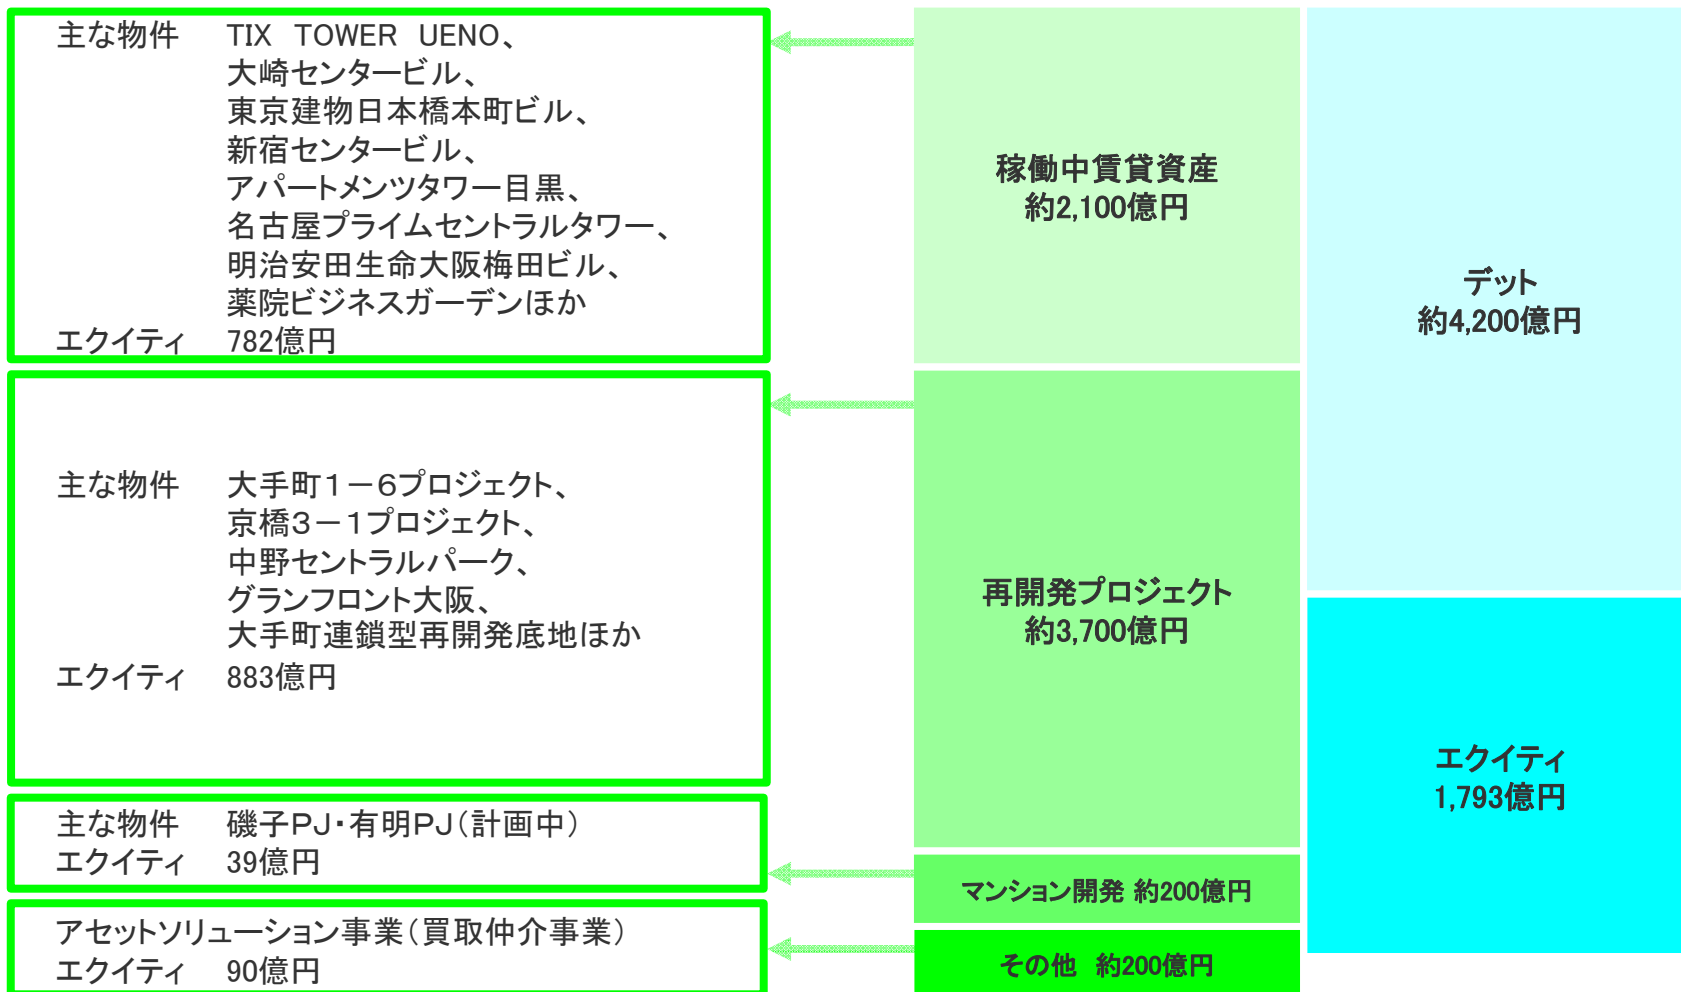 主な物件 TIX TOWER UENO、
大崎センタービル、
東京建物日本橋本町ビル、
新宿センタービル、
アパートメンツタワー目黒、
名古屋プライムセントラルタワー、
明治安田生命大阪梅田ビル、
薬院ビジネスガーデンほか
エクイティ 782億円
主な物件 大手町1-6プロジェクト、
京橋3-1プロジェクト、
中野セントラルパーク、
グランフロント大阪、
大手町連鎖型再開発底地ほか
エクイティ 883億円
主な物件 磯子PJ・有明PJ(計画中)
エクイティ 39億円
アセットソリューション事業(買取仲介事業)
エクイティ 90億円
稼働中賃貸資産
約2,100億円
再開発プロジェクト
約3,700億円
マンション開発 約200億円
その他 約200億円
デット
約4,200億円
エクイティ
1,793億円